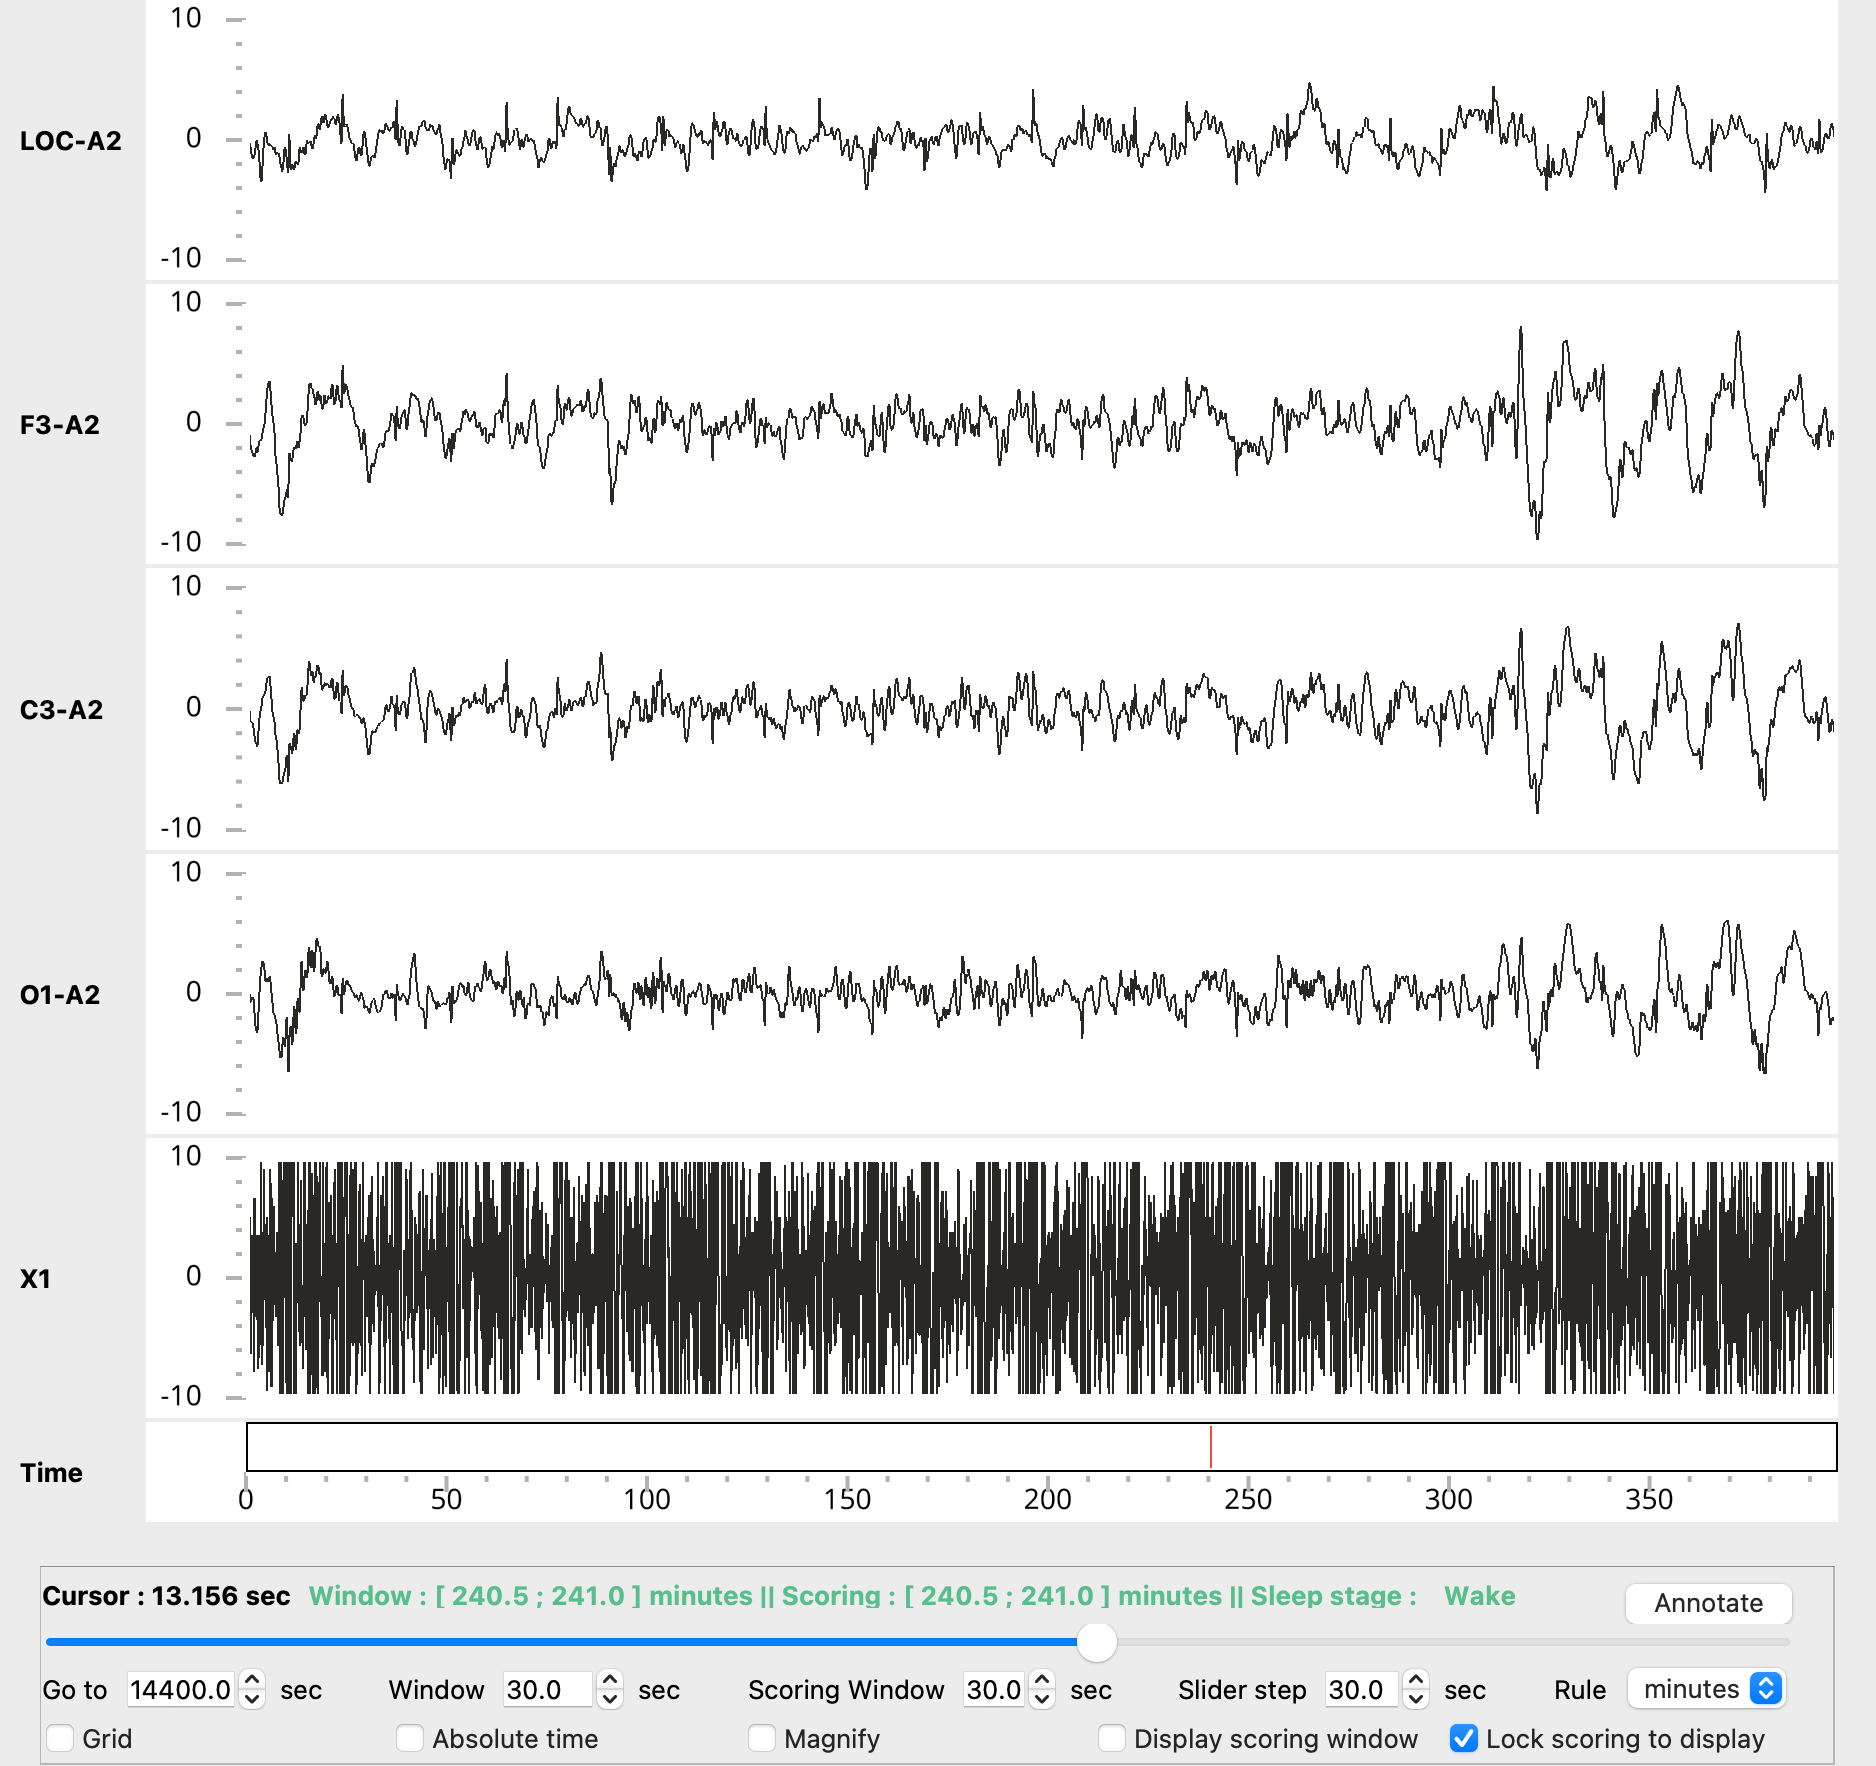 10
LOC-A2
0
-10
10
F3-A2
0
-10
10
C3-A2
0
-10
10
O1-A2
0
-10
10
X1
0
-10
Time
0 50 100 150 200 250 300 350
Cursor : 13.156 sec Window : [ 240.5 ; 241.0 ] minutes || Scoring : [ 240.5 ; 241.0 ] minutes || Sleep stage : Wake Annotate
Go to 14400.0 sec Window 30.0 sec Scoring Window 30.0 sec Slider step 30.0 sec Rule minutes
Grid Absolute time Magnify Display scoring window Lock scoring to display